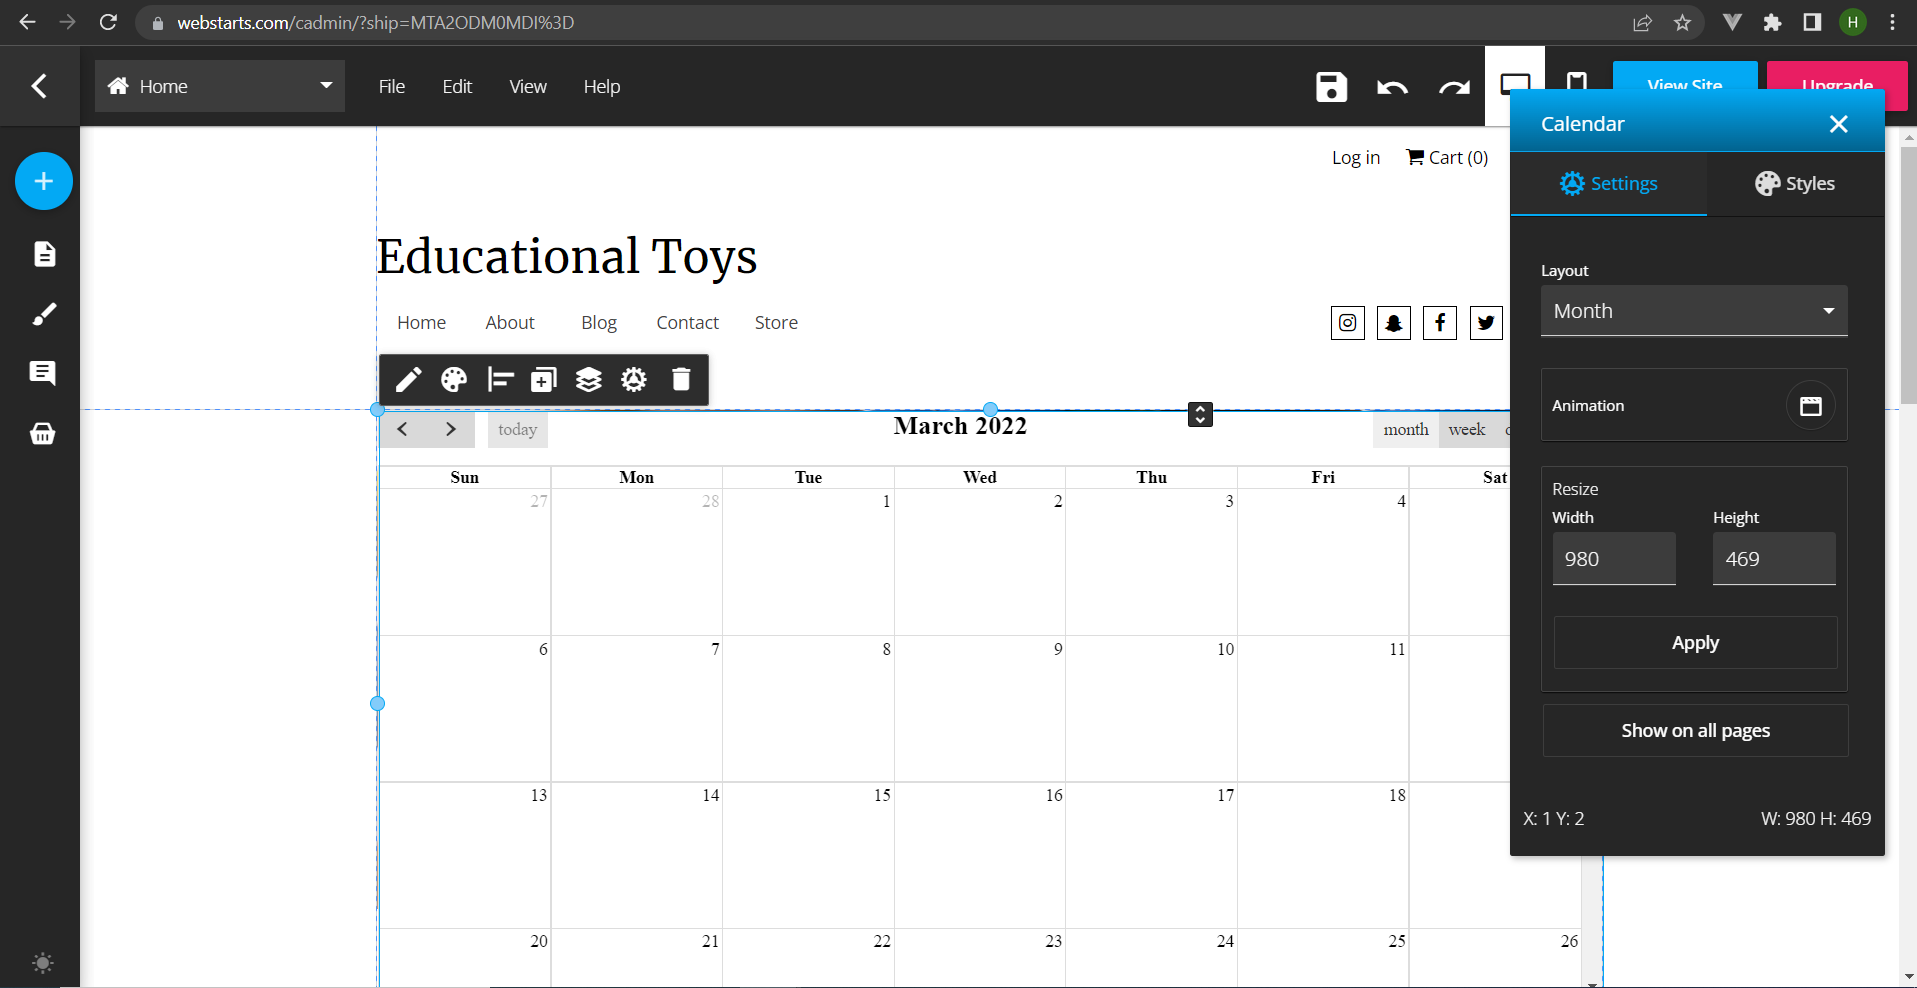 webstarts.com/cadmin/?ship=MTA2ODM0MDI%3D
H
Home
File Edit View Help
View Site
Upgrade
Calendar
Settings
Styles
Log in
Cart (0)
Educational Toys
Home About Blog Contact Store
Layout
Month
Animation
Resize
Width Height
980 469
Apply
Show on all pages
X: 1 Y: 2 W: 980 H: 469
today
March 2022
month week
Sun Mon Tue Wed Thu Fri Sat
27 28 1 2 3 4
6 7 8 9 10 11
13 14 15 16 17 18
20 21 22 23 24 25 26